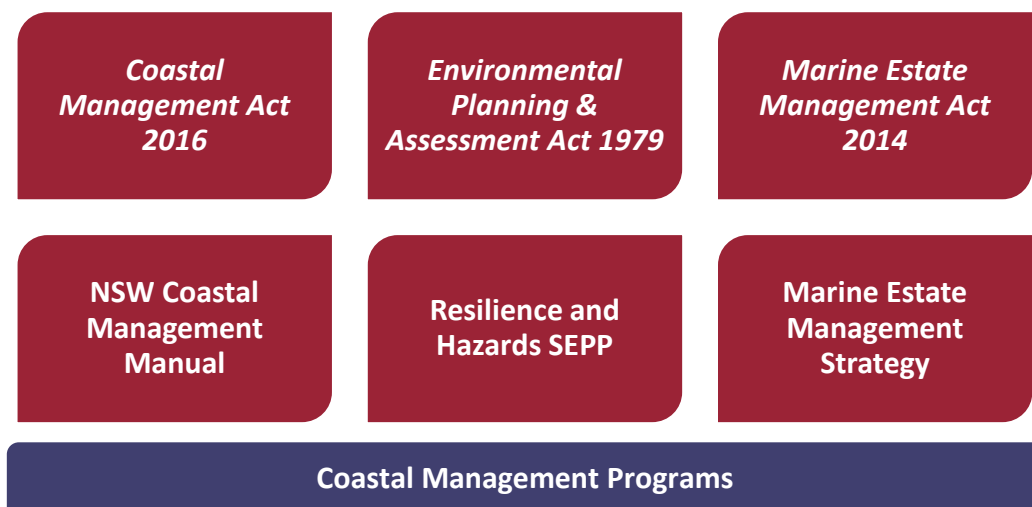 Coastal
Management Act
2016
Environmental
Planning &
Assessment Act 1979
Marine Estate
Management Act
2014
NSW Coastal
Management
Manual
Resilience and
Hazards SEPP
Marine Estate
Management
Strategy
Coastal Management Programs